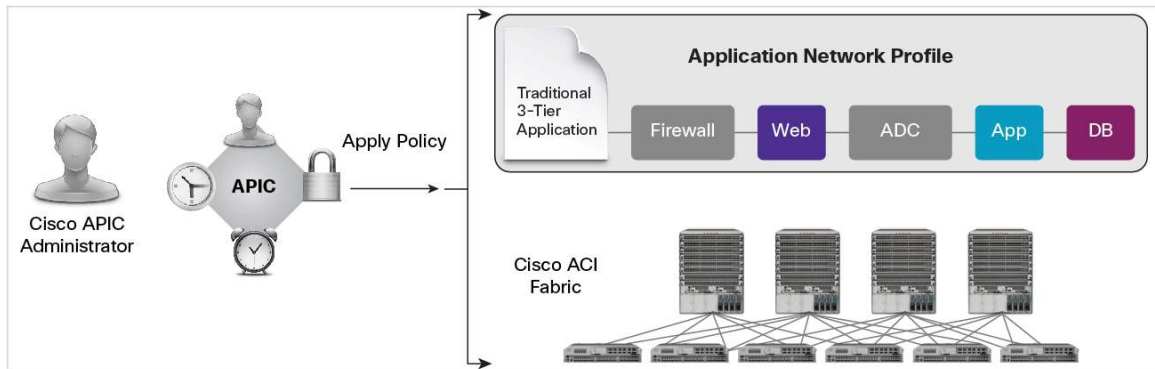 Cisco APIC
Administrator
APIC
Apply Policy
Application Network Profile
Traditional
3-Tier
Application
Firewall
Web
ADC
App
DB
Cisco ACI
Fabric